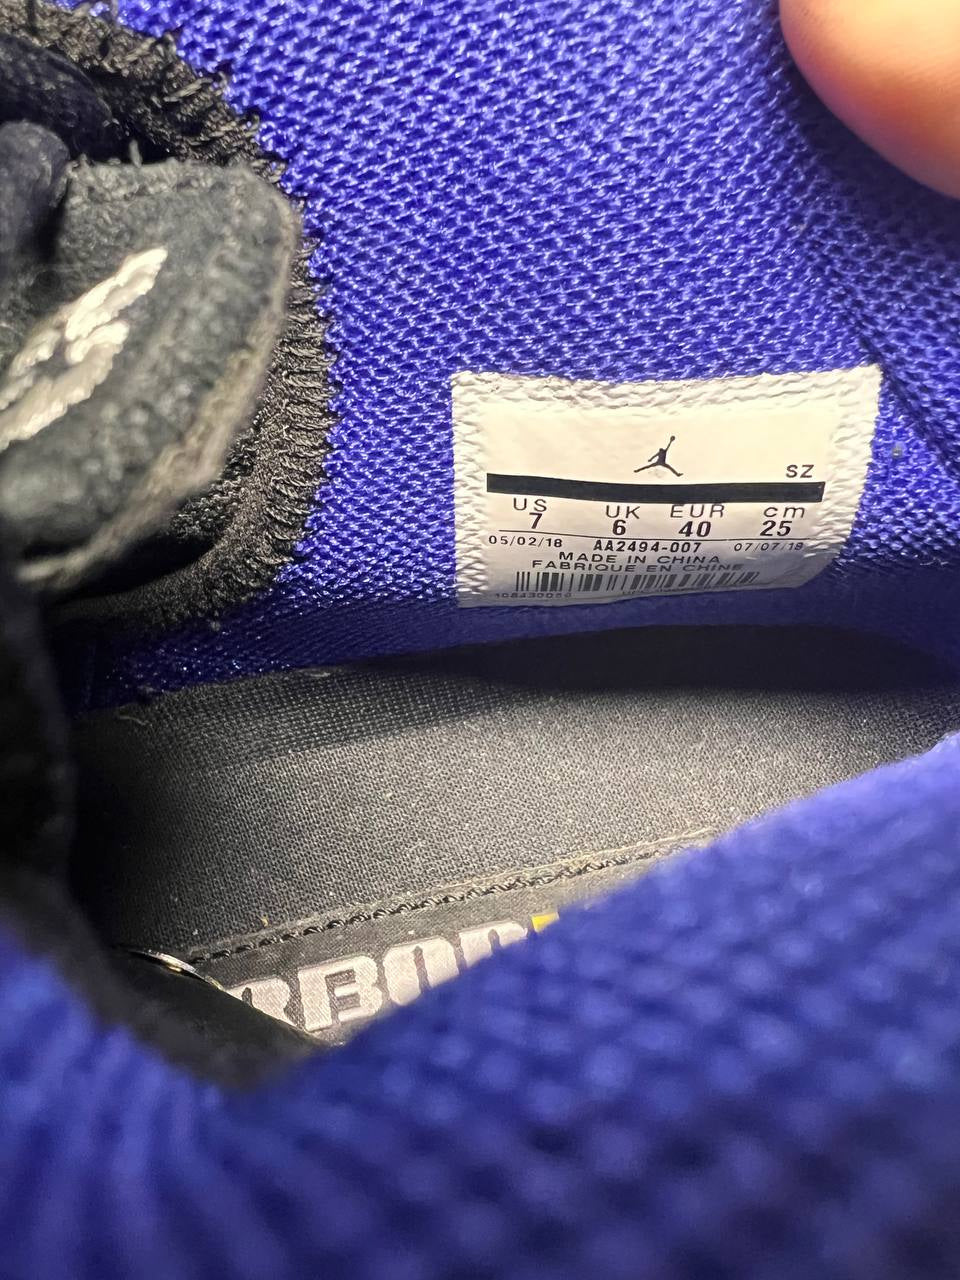 SZ
US UK EUR cm
7 6 40 25
05/02/18 AA2494-007 07/07/18
MADE IN CHINA
FABRIQUE EN CHINE
RBO